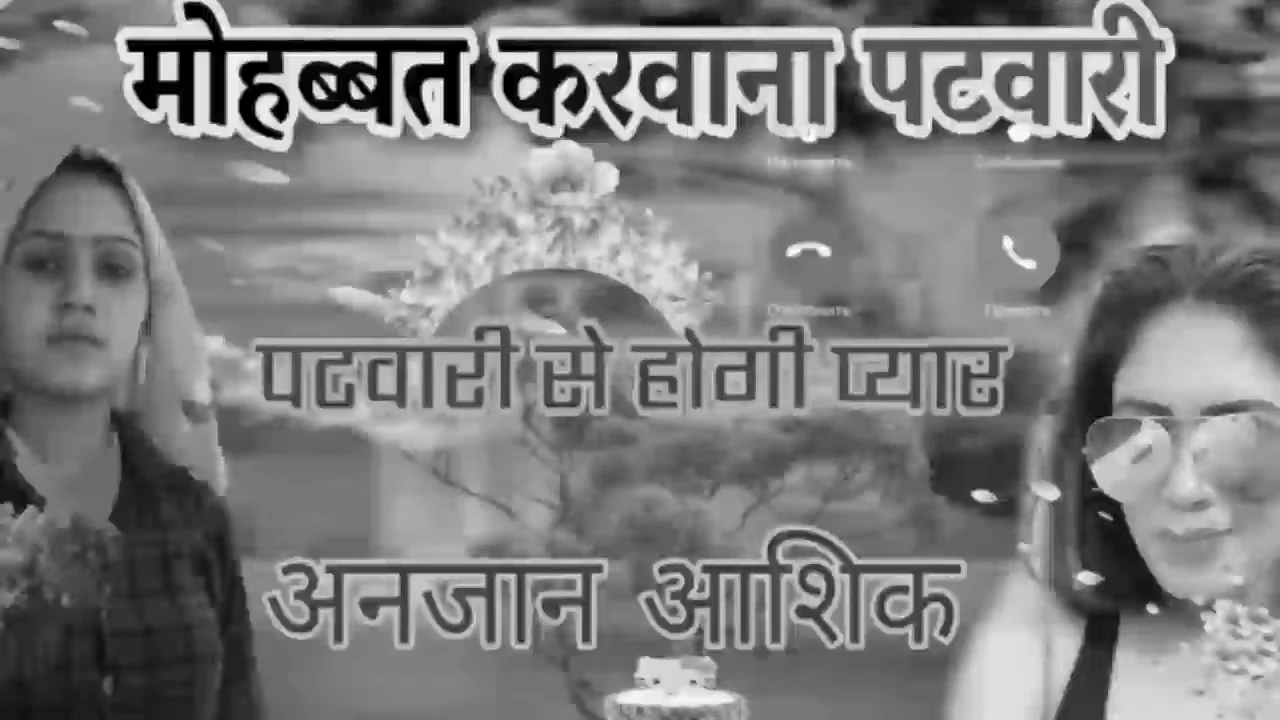 मोहब्बत करवाना पटवारी
पटवारी से होगी प्यार
अनजान आशिक